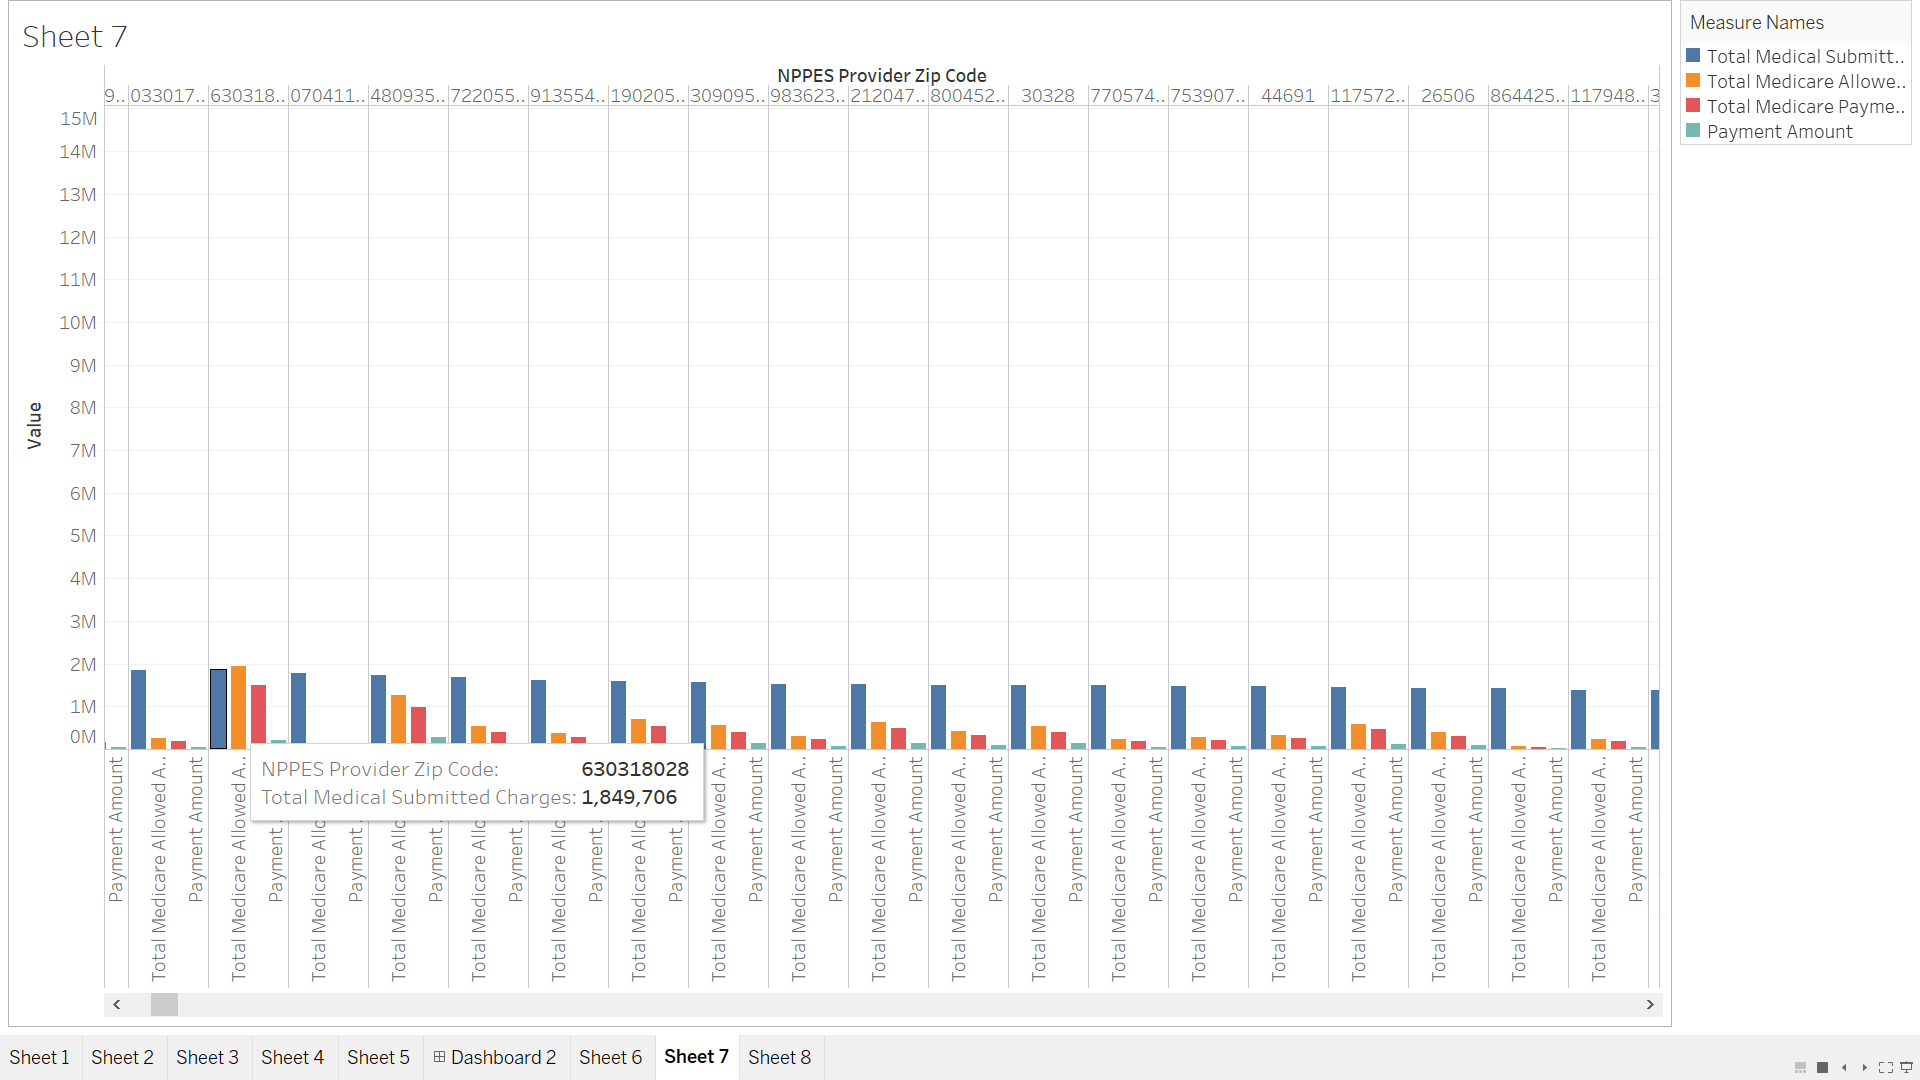 Sheet 7
NPPES Provider Zip Code
9.. 033017.. 630318.. 070411.. 480935.. 722055.. 913554.. 190205.. 309095.. 983623.. 212047.. 800452.. 30328 770574.. 753907.. 44691 117572.. 26506 864425.. 117948.. 3
15M
14M
13M
12M
11M
10M
9M
8M
7M
6M
5M
4M
3M
2M
1M
0M
Value
Payment Amount
Total Medicare Allowed A..
Payment Amount
Total Medicare Allowed A..
Payment Amount
Total Medicare Allo
Total Medicare Allo
Payment Amount
Total Medicare Allo
Total Medicare Allo
Total Medicare Allo
Total Medicare Allowed A..
Payment Amount
Total Medicare Allowed A..
Payment Amount
Total Medicare Allowed A..
Payment Amount
Total Medicare Allowed A..
Payment Amount
Total Medicare Allowed A..
Payment Amount
Total Medicare Allowed A..
Payment Amount
Total Medicare Allowed A..
Payment Amount
Total Medicare Allowed A..
Payment Amount
Total Medicare Allowed A..
Payment Amount
Total Medicare Allowed A..
Payment Amount
Total Medicare Allowed A..
Payment Amount
Total Medicare Allowed A..
Payment Amount
NPPES Provider Zip Code: 630318028
Total Medical Submitted Charges: 1,849,706
Measure Names
Total Medical Submitt..
Total Medicare Allowe..
Total Medicare Payme..
Payment Amount
Sheet 1 Sheet 2 Sheet 3 Sheet 4 Sheet 5 Dashboard 2 Sheet 6 Sheet 7 Sheet 8